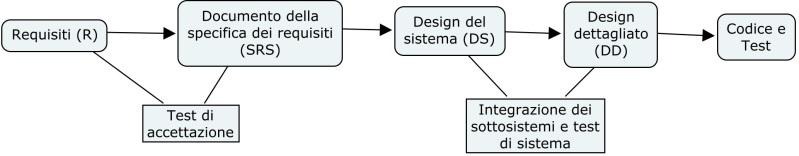 Requisiti (R)
Documento della
specifica dei requisiti
(SRS)
Design del
sistema (DS)
Design
dettagliato
(DD)
Codice e
Test
Test di
accettazione
Integrazione dei
sottosistemi e test
di sistema